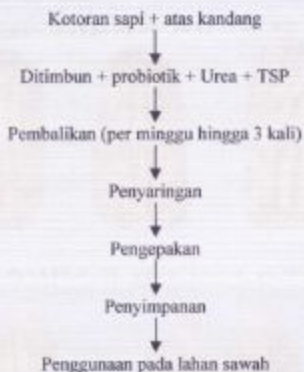 Kotoran sapi + atas kandang
Ditimbun + probiotik + Urea + TSP
Pembalikan (per minggu hingga 3 kali)
Penyaringan
Pengepakan
Penyimpanan
Penggunaan pada lahan sawah